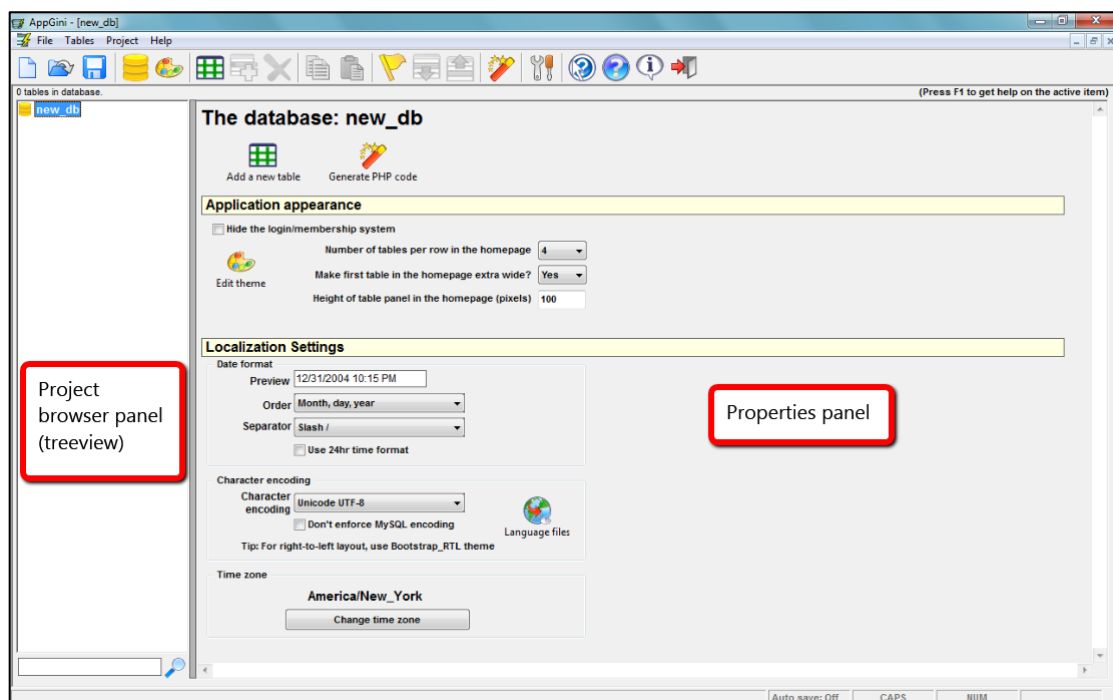 AppGini - [new_db]
File Tables Project Help
0 tables in database.
(Press F1 to get help on the active item)
new_db
The database: new_db
Add a new table
Generate PHP code
Application appearance
Hide the login/membership system
Number of tables per row in the homepage 4
Edit theme
Make first table in the homepage extra wide? Yes
Height of table panel in the homepage (pixels) 100
Localization Settings
Date format
Preview 12/31/2004 10:15 PM
Order Month, day, year
Separator Slash /
Use 24hr time format
Project
browser panel
(treeview)
Properties panel
Character encoding
Character
encoding Unicode UTF-8
Don't enforce MySQL encoding
Language files
Tip: For right-to-left layout, use Bootstrap_RTL theme
Time zone
America/New_York
Change time zone
Auto save: Off CAPS NUM